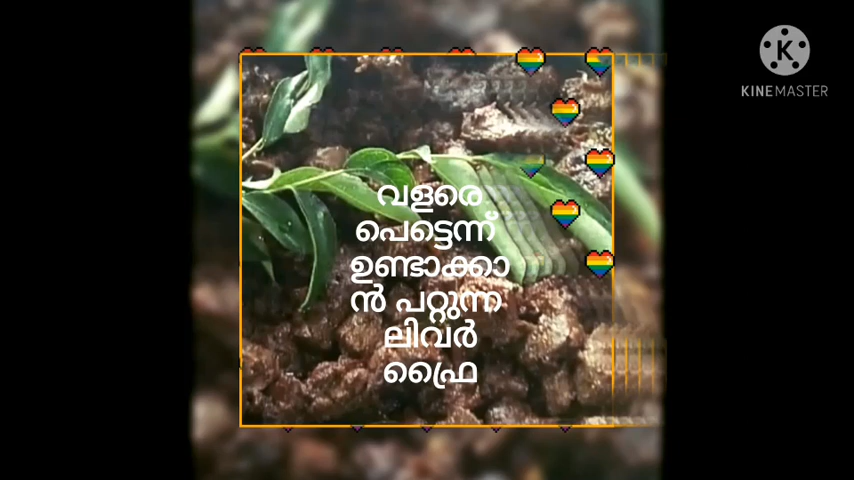 വളരെ
പെട്ടെന്ന്
ഉണ്ടാക്കാ
ൻ പറ്റുന്ന
ലിവർ
ഫ്രൈ
K
KINEMASTER